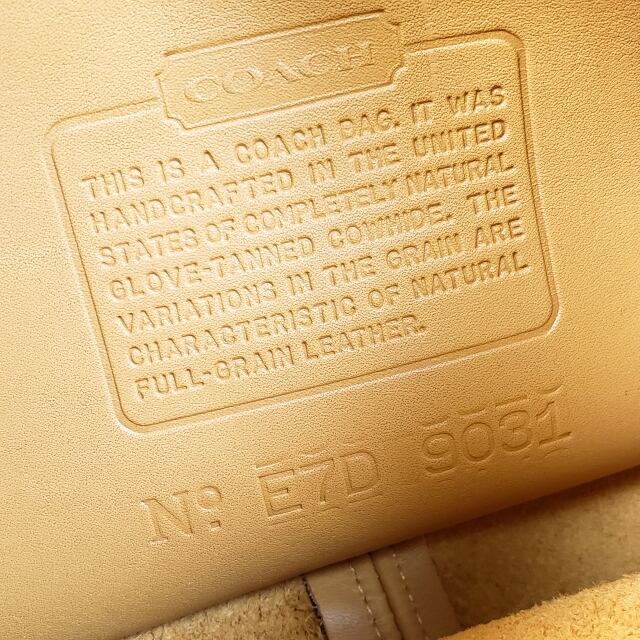 COACH
THIS IS A COACH BAG. IT WAS
HANDCRAFTED IN THE UNITED
STATES OF COMPLETELY NATURAL
GLOVE-TANNED COWHIDE. THE
VARIATIONS IN THE GRAIN ARE
CHARACTERISTIC OF NATURAL
FULL-GRAIN LEATHER.
Nº E7D 9031